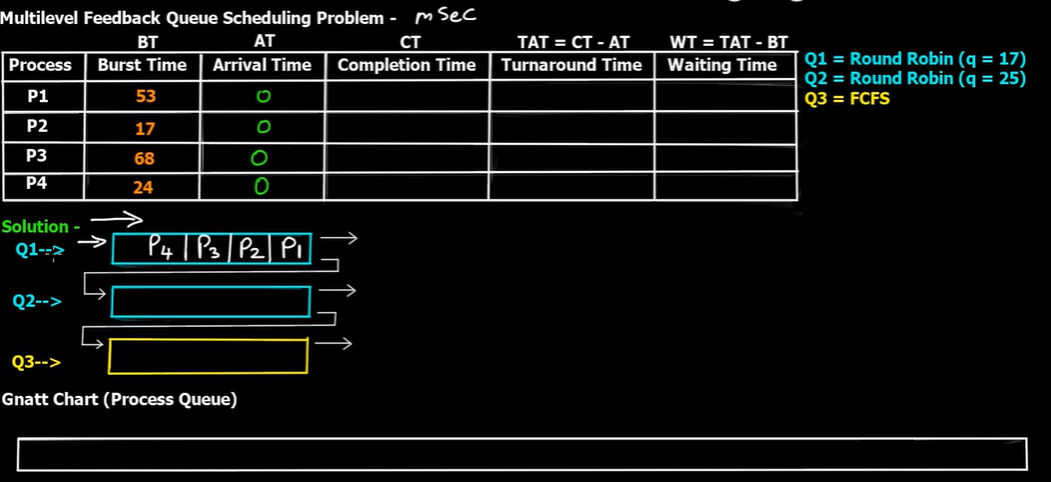 Multilevel Feedback Queue Scheduling Problem - mSec
BT AT CT TAT = CT - AT WT = TAT - BT
Process Burst Time Arrival Time Completion Time Turnaround Time Waiting Time
Q1 = Round Robin (q = 17)
Q2 = Round Robin (q = 25)
Q3 = FCFS
P1 53 0
P2 17 0
P3 68 0
P4 24 0
Solution -
Q1--> P4 | P3 | P2 | P1
Q2-->
Q3-->
Gnatt Chart (Process Queue)